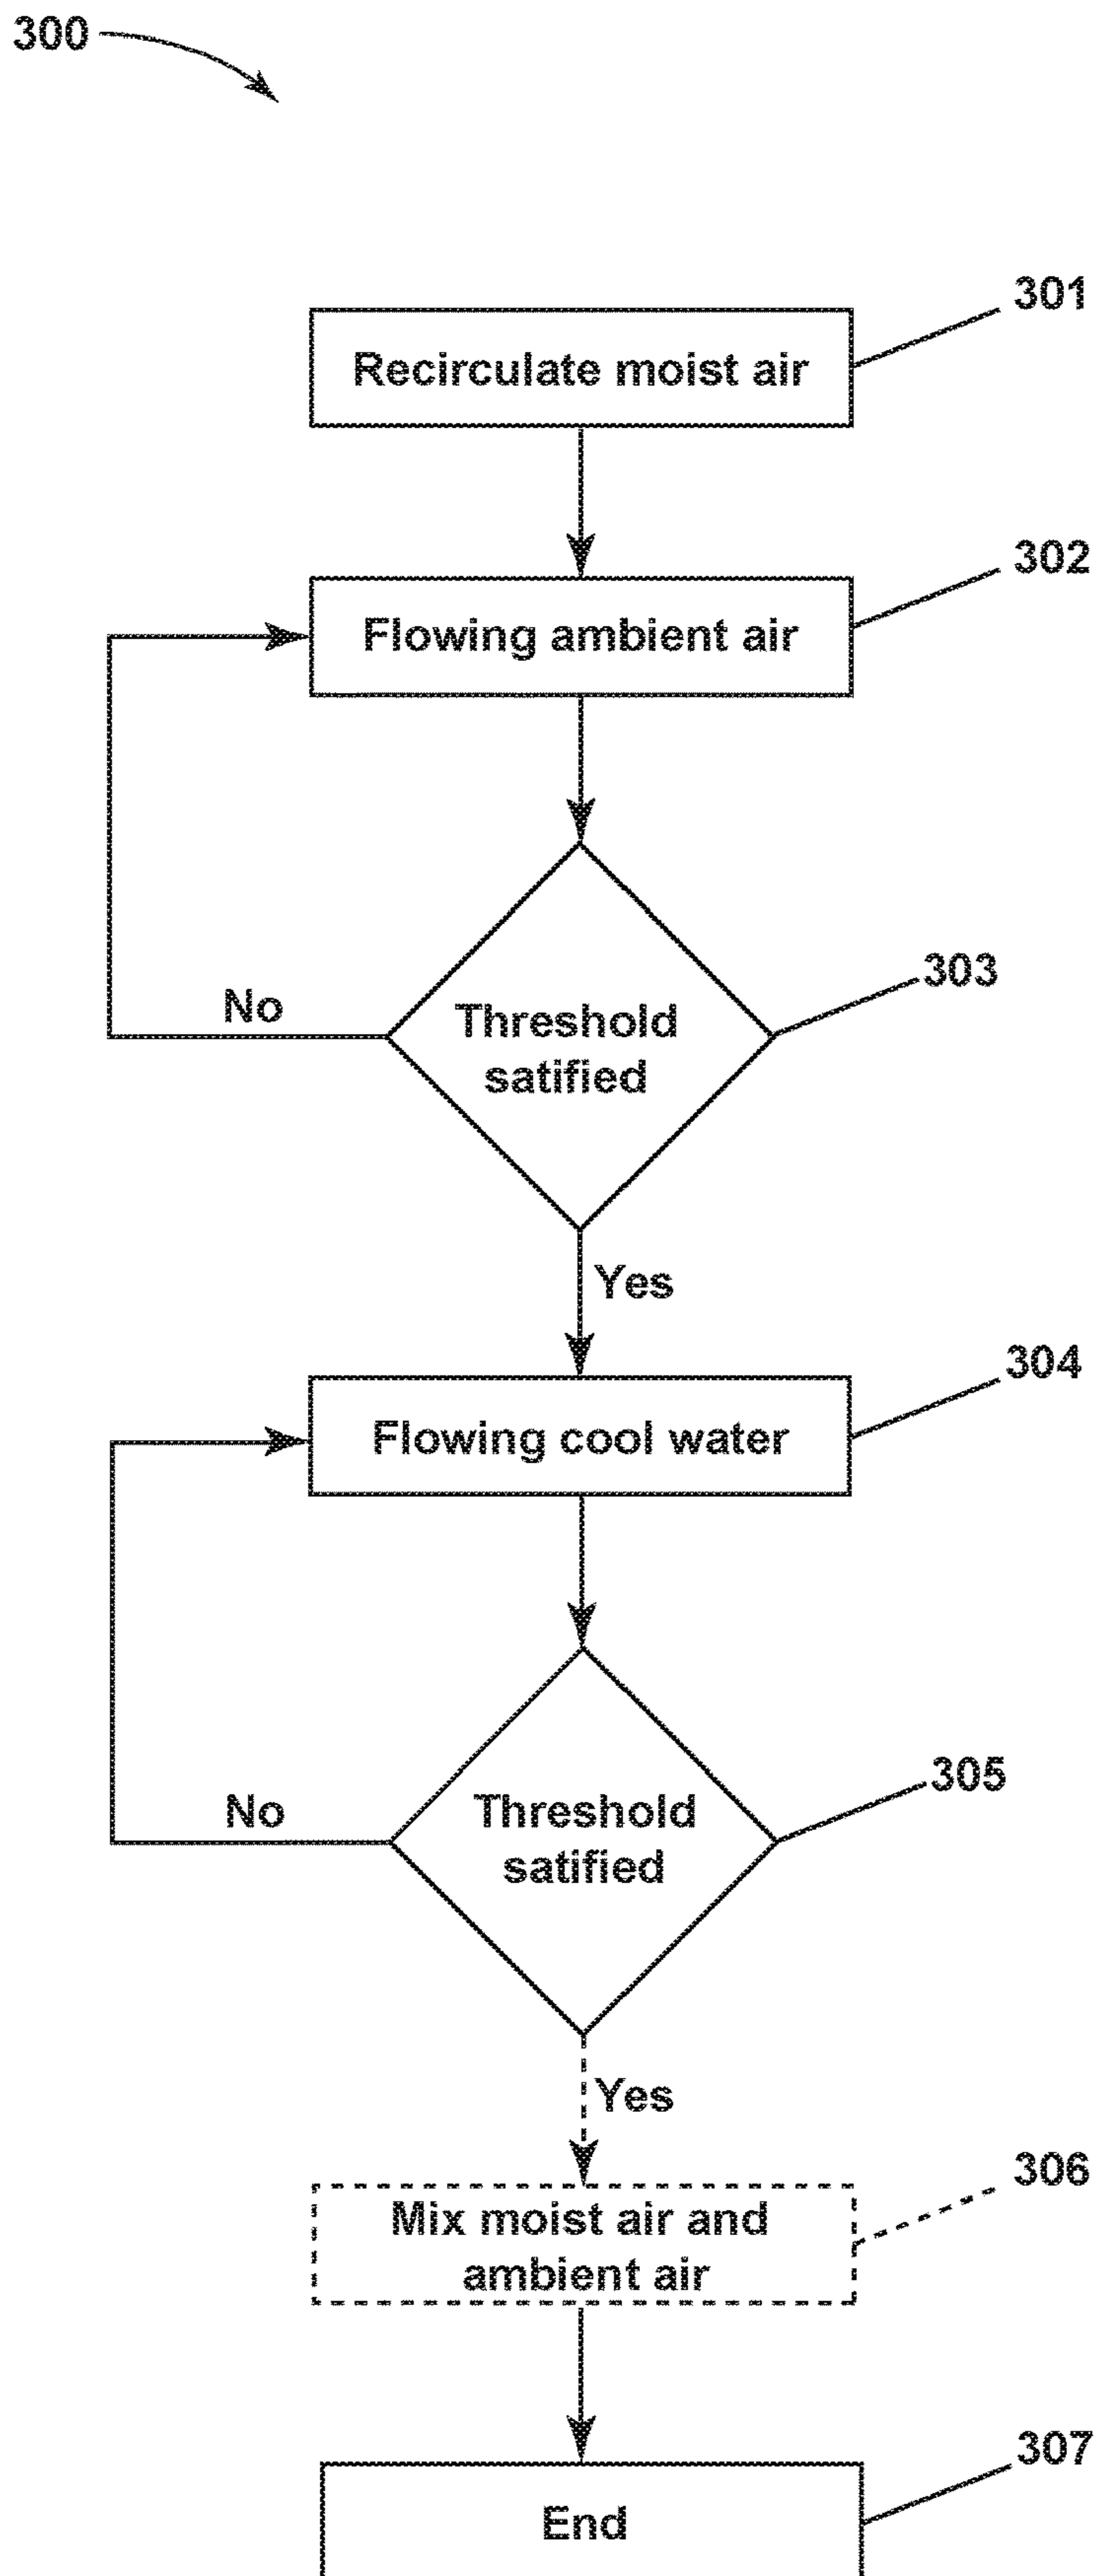 300
301
Recirculate moist air
302
Flowing ambient air
303
No
Threshold
satified
Yes
304
Flowing cool water
305
No
Threshold
satified
Yes
306
Mix moist air and
ambient air
307
End